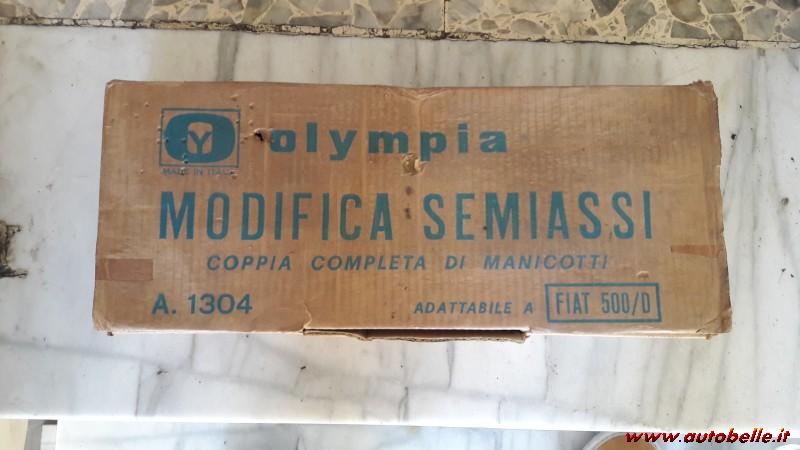 olympia
MADE IN ITALY
MODIFICA SEMIASSI
COPPIA COMPLETA DI MANICOTTI
A. 1304
ADATTABILE A FIAT 500/D
www.autobelle.it